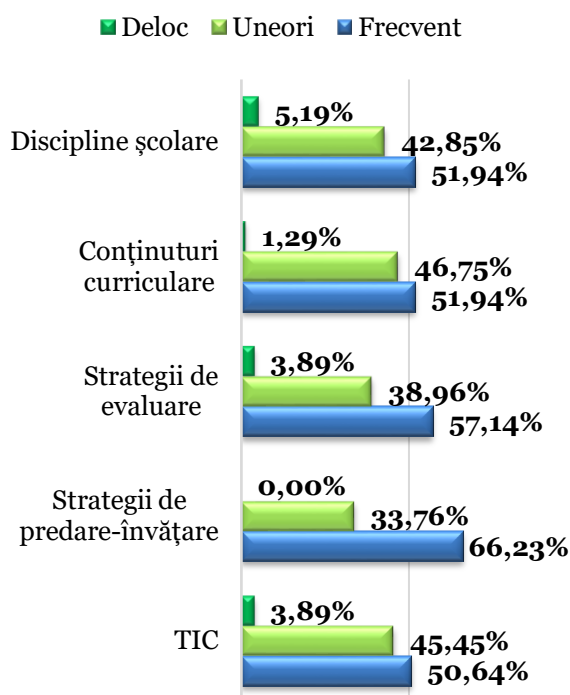 Deloc Uneori Frecvent
Discipline școlare
5,19%
42,85%
51,94%
Conținuturi
curriculare
1,29%
46,75%
51,94%
Strategii de
evaluare
3,89%
38,96%
57,14%
Strategii de
predare-învățare
0,00%
33,76%
66,23%
TIC
3,89%
45,45%
50,64%